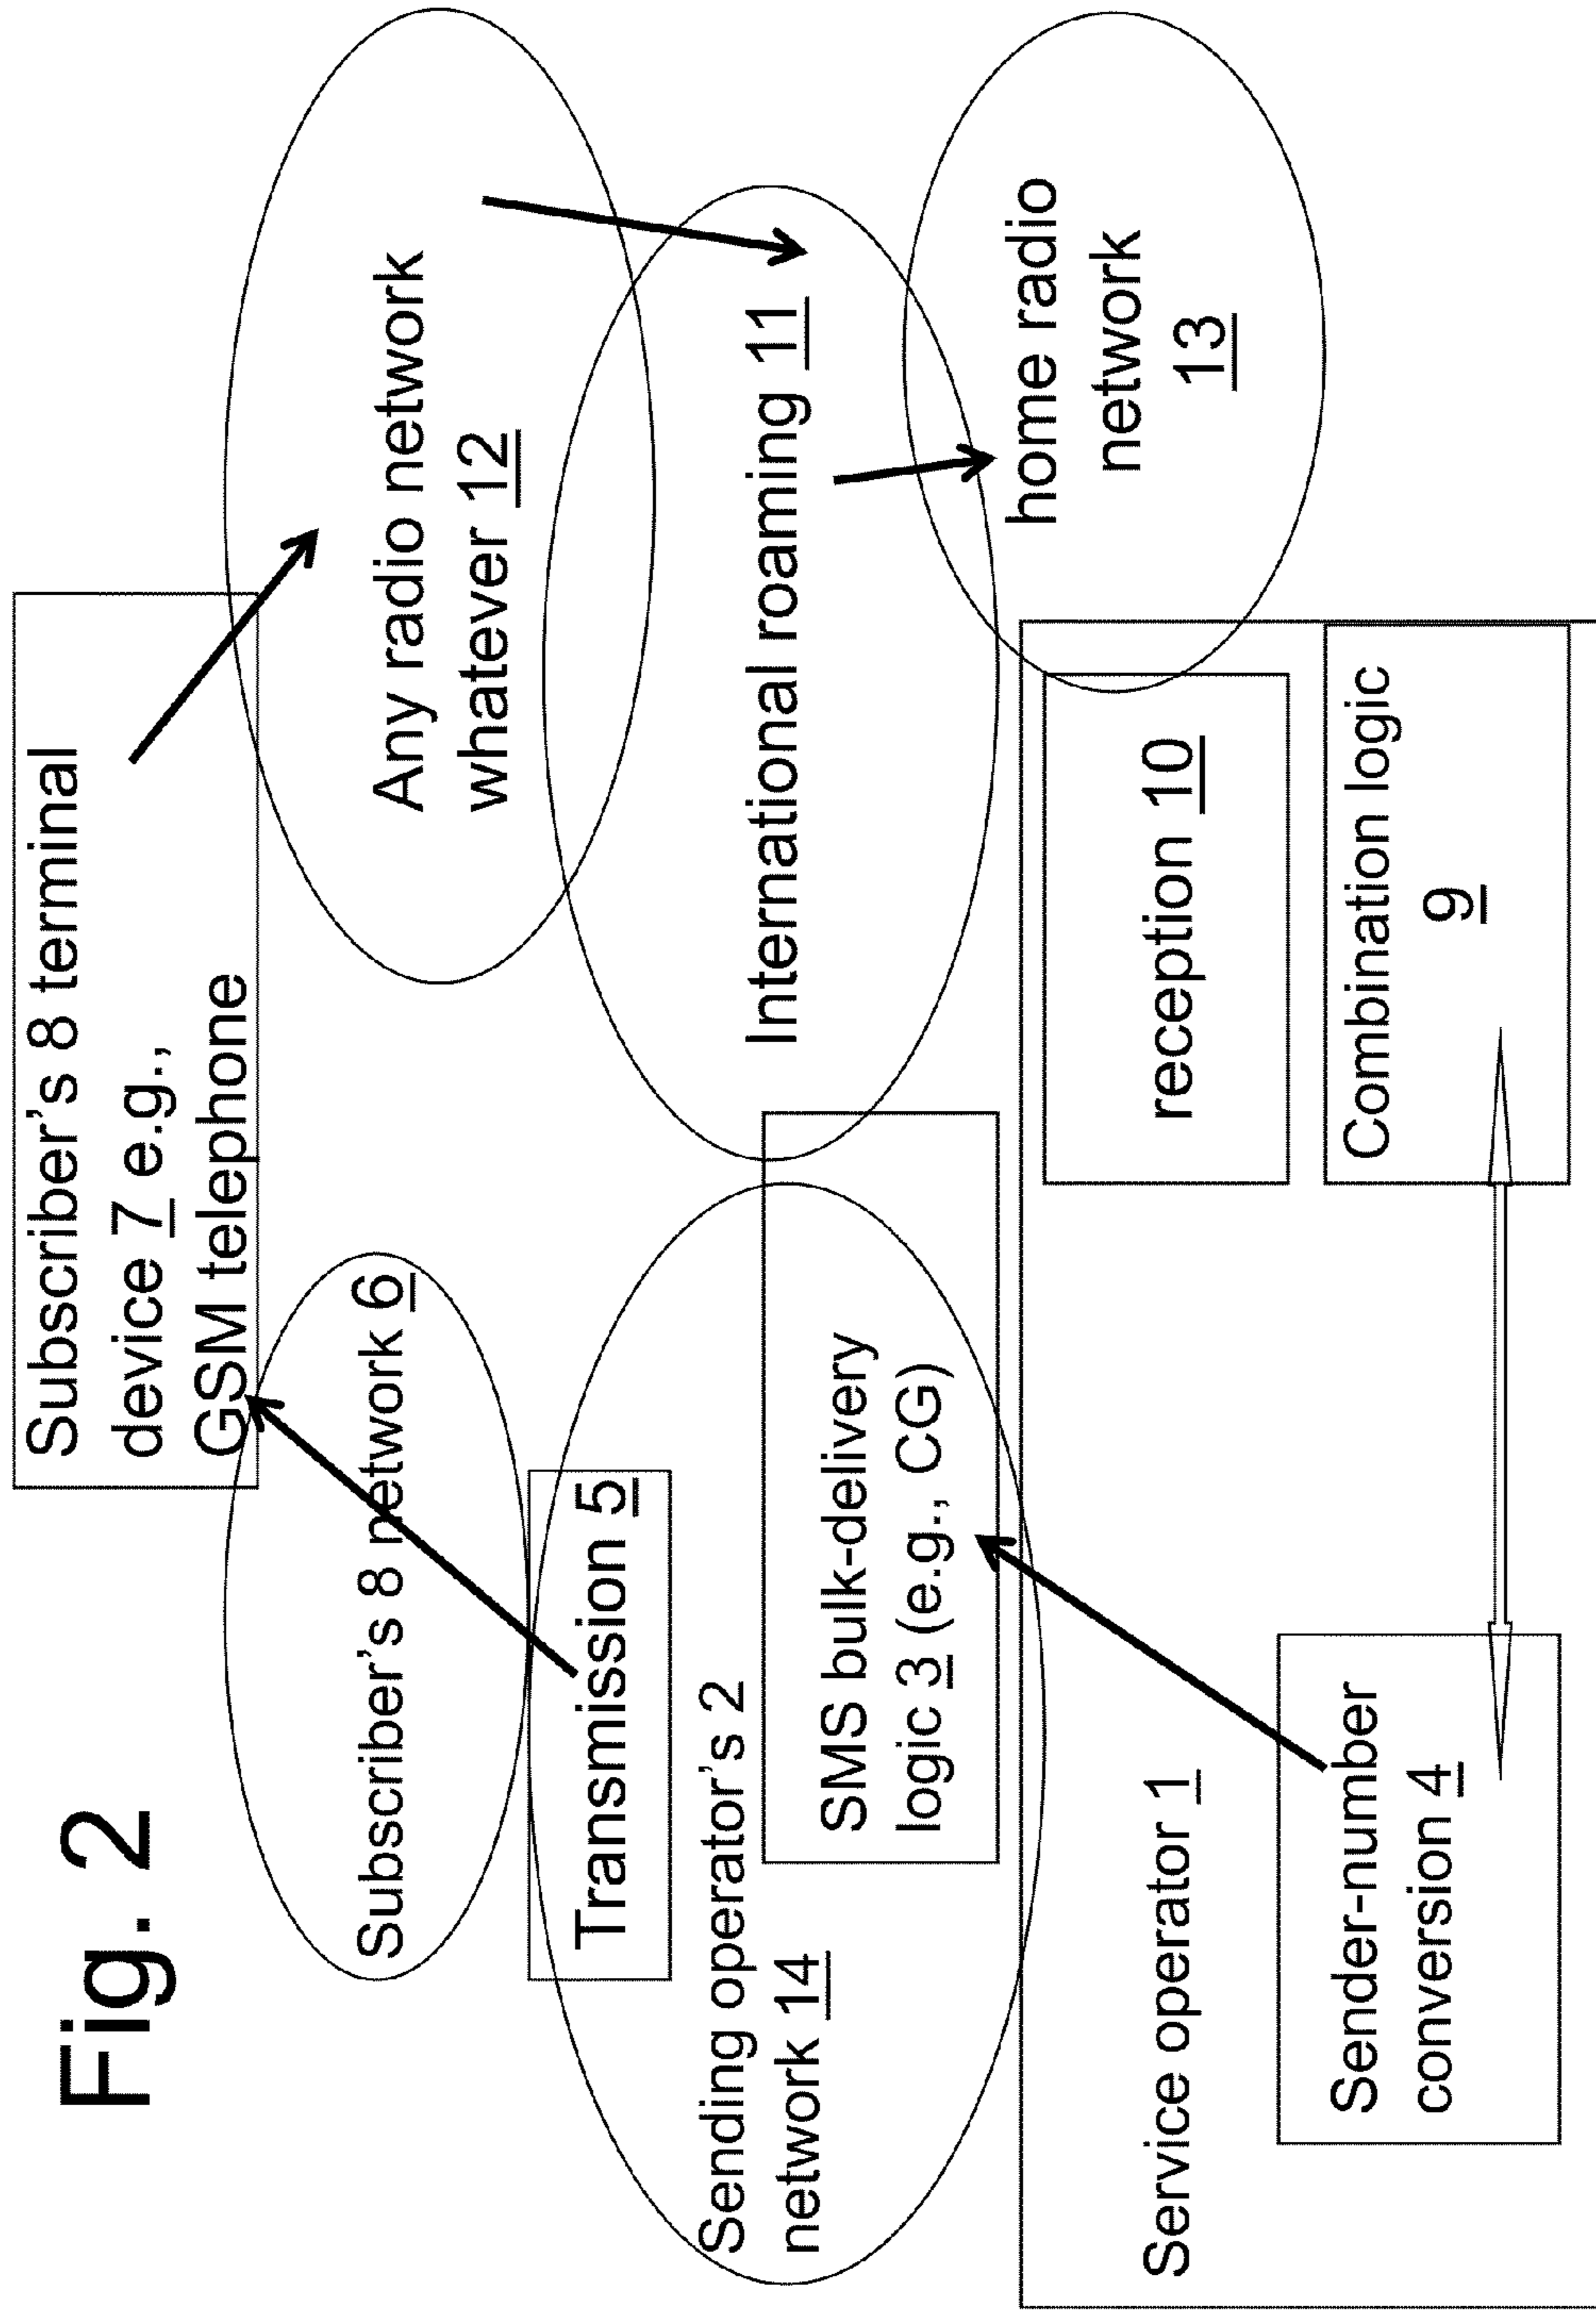 Fig. 2
Subscriber's 8 terminal
device 7 e.g.,
GSM telephone
Subscriber's 8 network 6
Any radio network
whatever 12
Transmission 5
Sending operator's 2
network 14
SMS bulk-delivery
logic 3 (e.g., CG)
International roaming 11
home radio
network
13
Service operator 1
reception 10
Sender-number
conversion 4
Combination logic
9